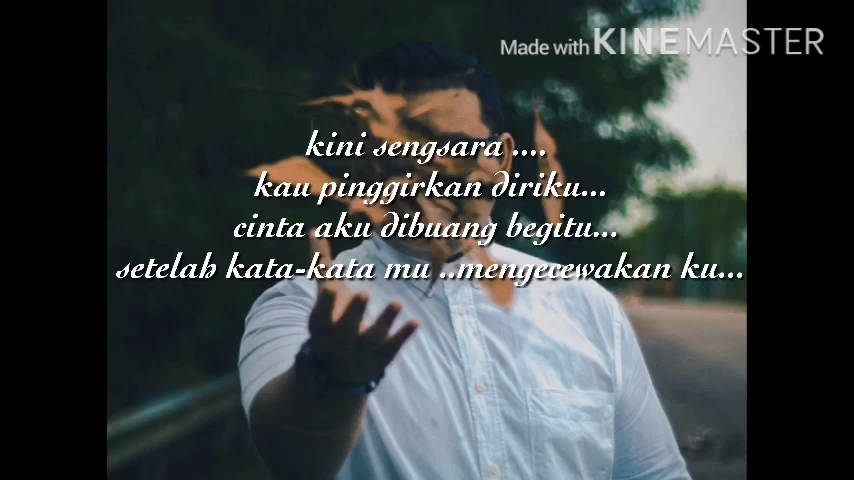 Made with KINEMASTER
kini sengsara ....
kau pinggirkan diriku...
cinta aku dibuang begitu...
setelah kata-kata mu ..mengecewakan ku...